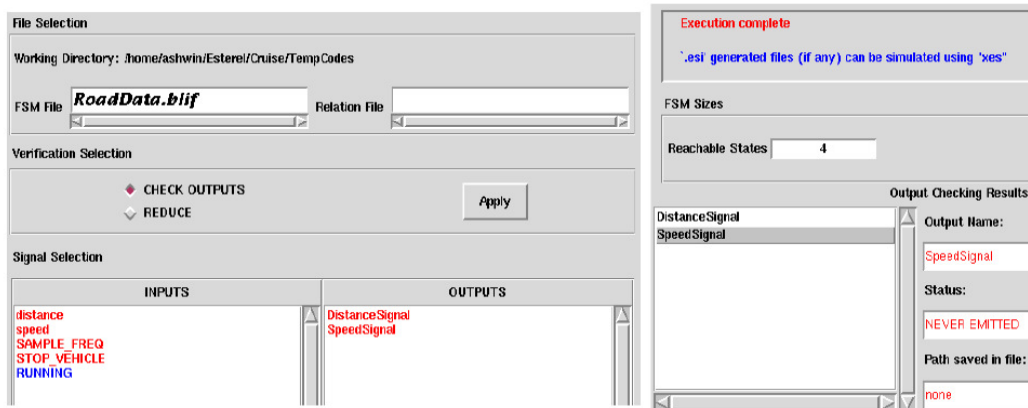 File Selection
Working Directory: /home/ashwin/Esterel/Cruise/TempCodes
FSM File RoadData.blif Relation File
Verification Selection
CHECK OUTPUTS
REDUCE
Apply
Signal Selection
INPUTS
distance
speed
SAMPLE_FREQ
STOP_VEHICLE
RUNNING
OUTPUTS
DistanceSignal
SpeedSignal
Execution complete
`.esi' generated files (if any) can be simulated using 'xes"
FSM Sizes
Reachable States 4
Output Checking Results
DistanceSignal
SpeedSignal
Output Name:
SpeedSignal
Status:
NEVER EMITTED
Path saved in file:
none